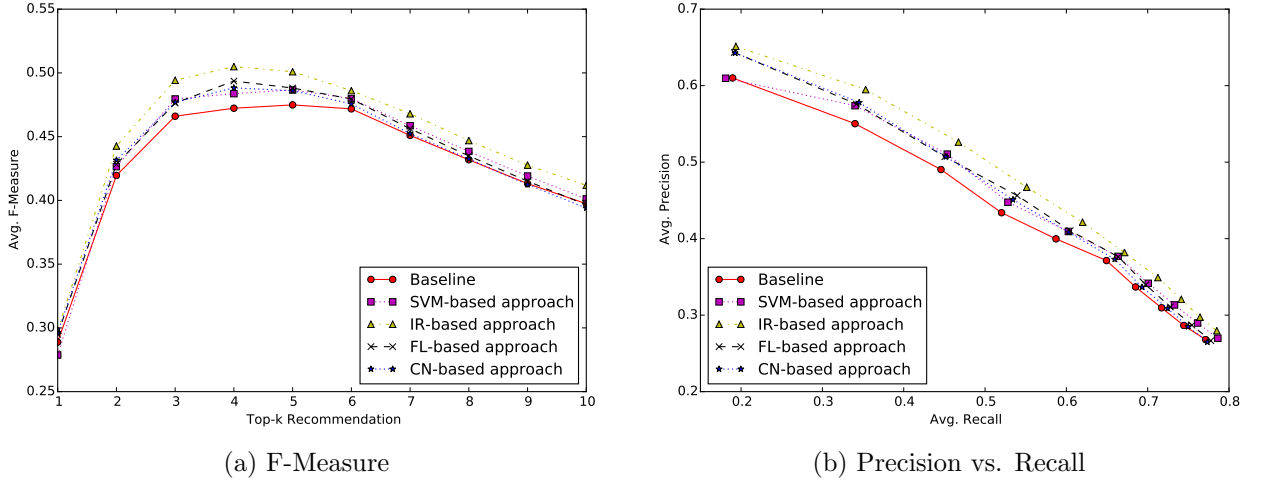 0.55
0.50
0.45
0.40
0.35
0.30
0.25
Avg. F-Measure
1 2 3 4 5 6 7 8 9 10
Top-k Recommendation
Baseline
SVM-based approach
IR-based approach
FL-based approach
CN-based approach
(a) F-Measure
0.7
0.6
0.5
0.4
0.3
0.2
Avg. Precision
0.2 0.3 0.4 0.5 0.6 0.7 0.8
Avg. Recall
Baseline
SVM-based approach
IR-based approach
FL-based approach
CN-based approach
(b) Precision vs. Recall